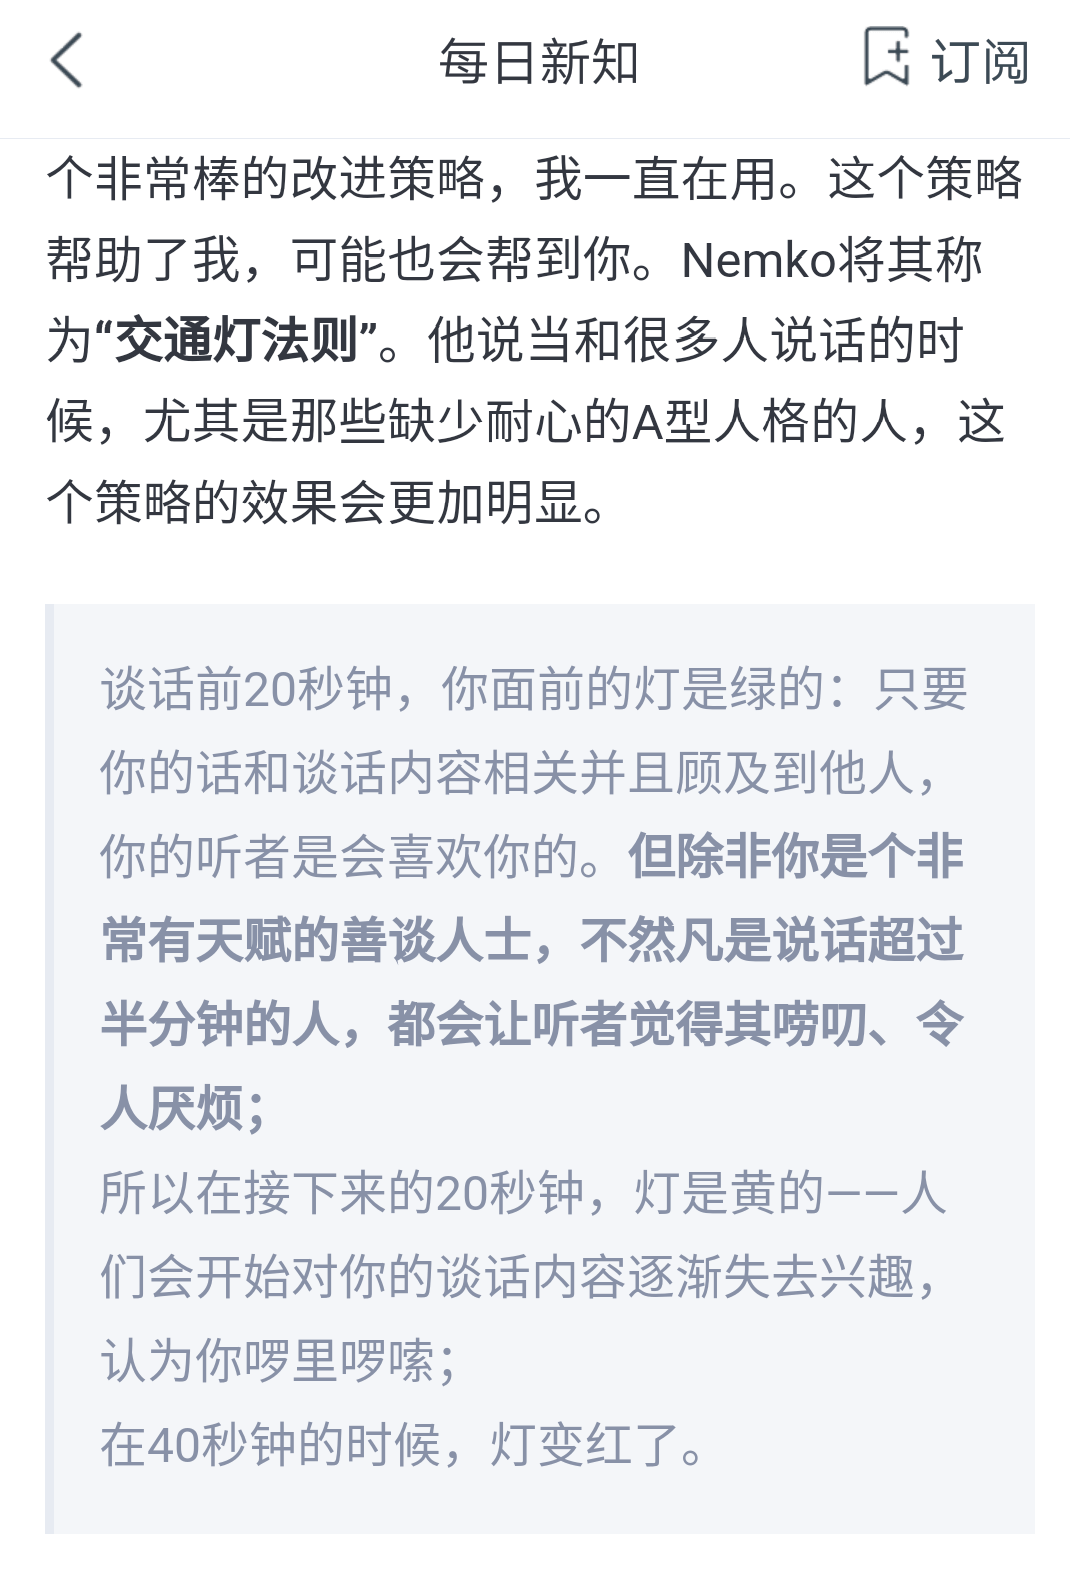 每日新知
订阅
个非常棒的改进策略，我一直在用。这个策略
帮助了我，可能也会帮到你。Nemko将其称
为“交通灯法则”。他说当和很多人说话的时
候，尤其是那些缺少耐心的A型人格的人，这
个策略的效果会更加明显。
谈话前20秒钟，你面前的灯是绿的：只要
你的话和谈话内容相关并且顾及到他人，
你的听者是会喜欢你的。但除非你是个非
常有天赋的善谈人士，不然凡是说话超过
半分钟的人，都会让听者觉得其唠叨、令
人厌烦；
所以在接下来的20秒钟，灯是黄的——人
们会开始对你的谈话内容逐渐失去兴趣，
认为你啰里啰嗦；
在40秒钟的时候，灯变红了。